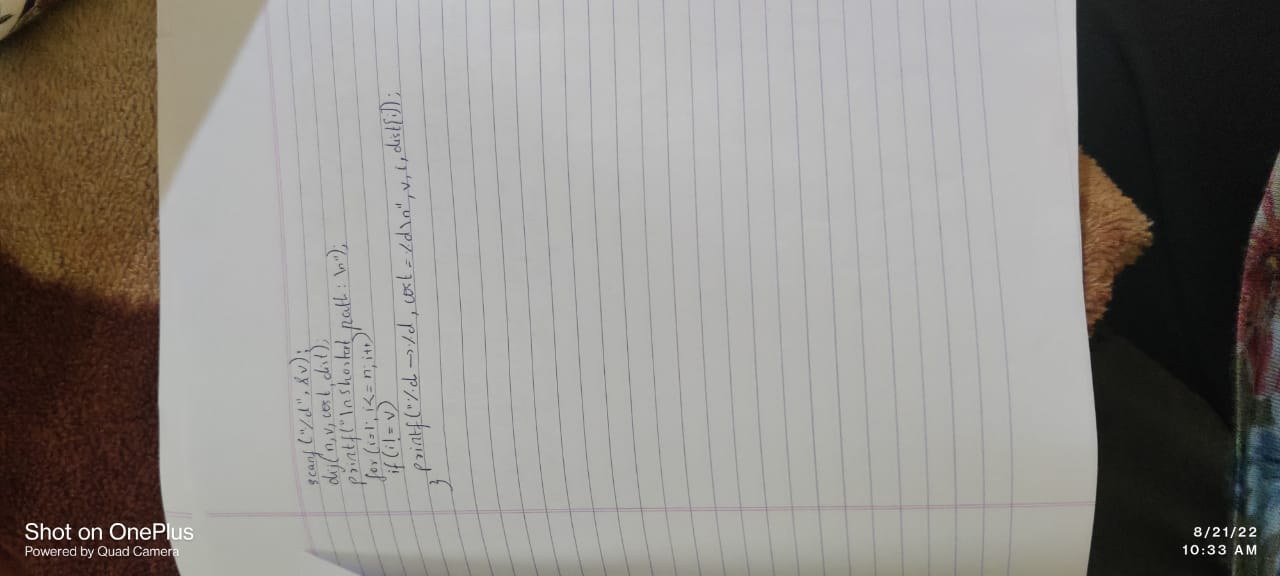 scanf("%d", &v);
dij(n, v, cost, dist);
printf("\n shortest path : \n");
for (i=1; i<= n; i++)
if (i!= v)
printf("%d -> %d , cost = %d\n", v, i, dist[i]);
}
Shot on OnePlus
Powered by Quad Camera
8/21/22
10:33 AM